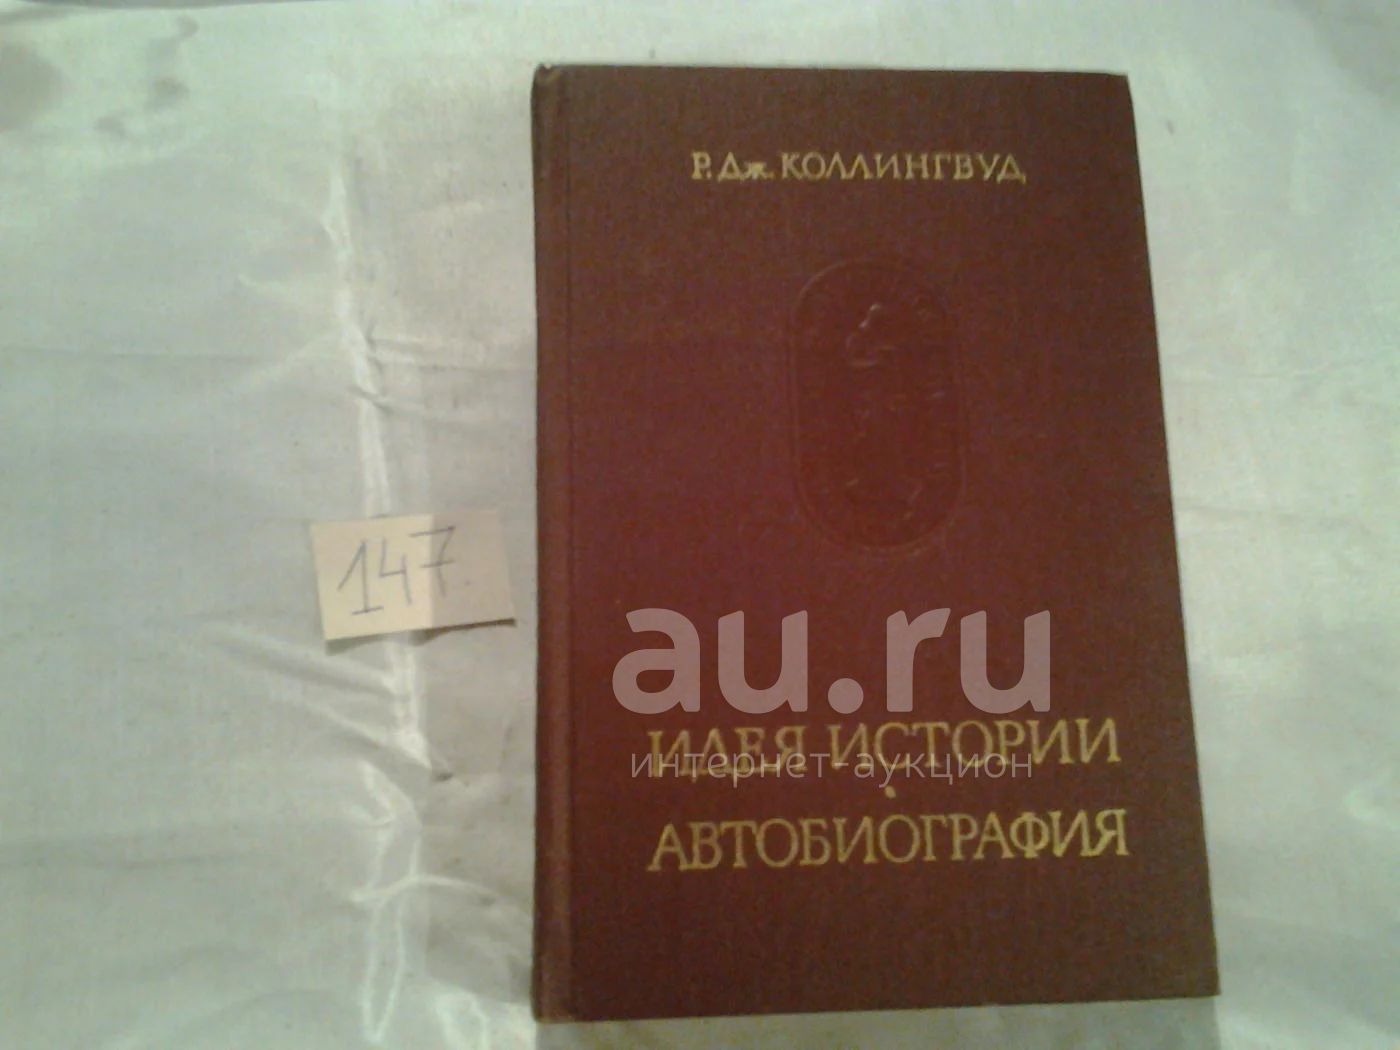 Р. Дж. КОЛЛИНГВУД
147.
au.ru
ИДЕЯ ИСТОРИИ
интернет-аукцион
АВТОБИОГРАФИЯ